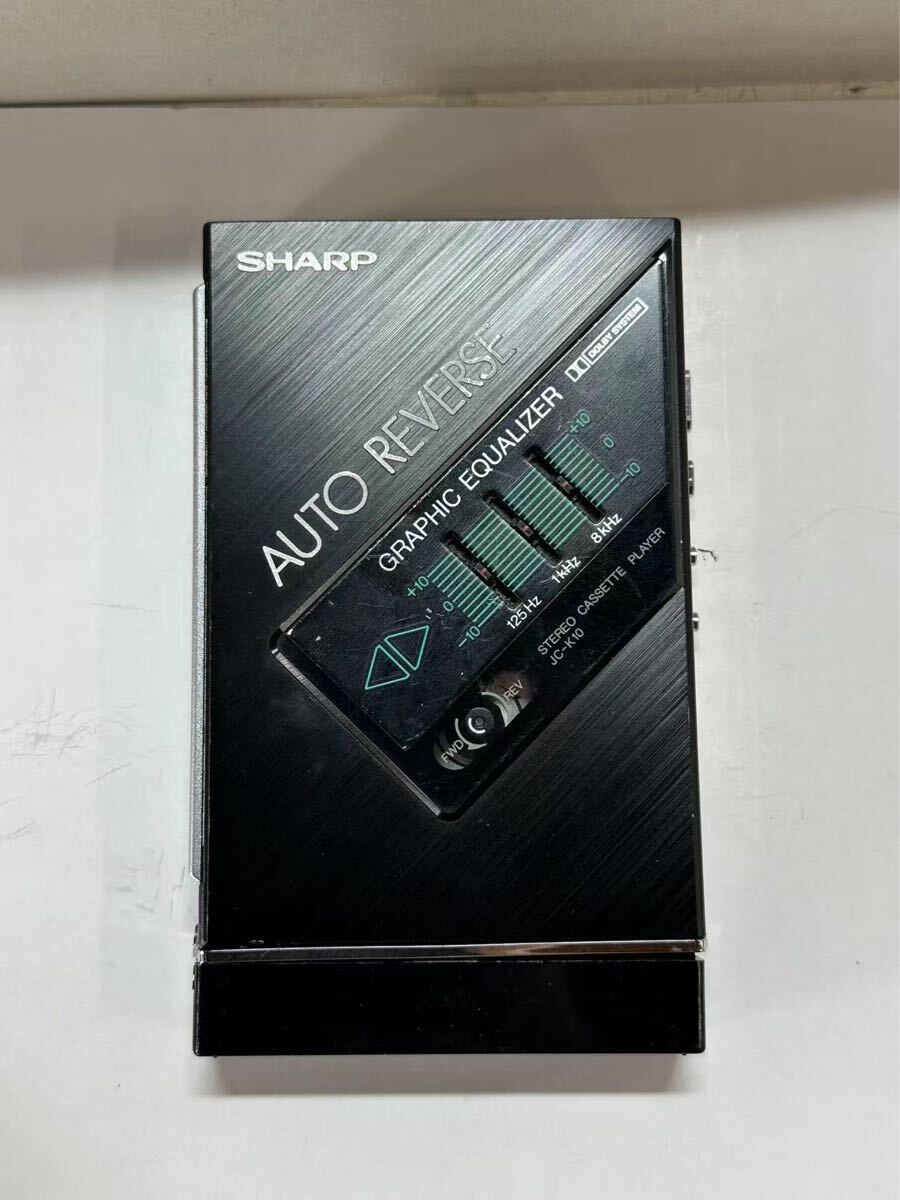 SHARP
AUTO REVERSE
DOLBY SYSTEM
GRAPHIC EQUALIZER
+10
0
-10
+10
0
-10
125Hz
1kHz
8kHz
STEREO CASSETTE PLAYER
JC-K10
FWD
REV